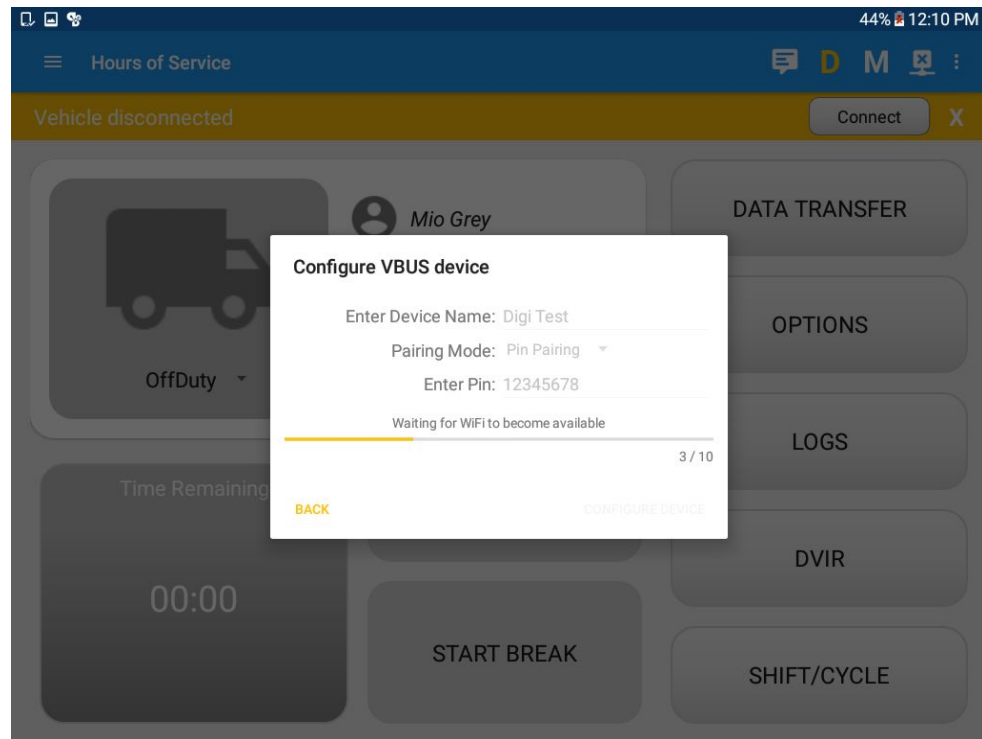 44% 12:10 PM
Hours of Service
D M
Vehicle disconnected
Connect X
Mio Grey
DATA TRANSFER
Configure VBUS device
Enter Device Name: Digi Test
Pairing Mode: Pin Pairing
Enter Pin: 12345678
Waiting for WiFi to become available
3 / 10
BACK
CONFIGURE DEVICE
OPTIONS
OffDuty
LOGS
Time Remaining
00:00
DVIR
START BREAK
SHIFT/CYCLE